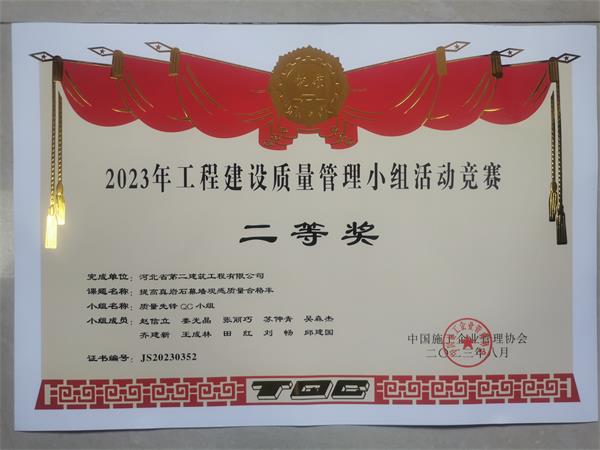 2023年工程建设质量管理小组活动竞赛
二等奖
完成单位：河北省第二建筑工程有限公司
课题名称：提高真岩石幕墙观感质量合格率
小组名称：质量先锋QC小组
小组成员：赵信立 姜光晶 张丽巧 苏仲青 吴森杰
齐建新 王成林 田红 刘畅 邱建国
中国施工企业管理协会
二〇二三年八月
证书编号：JS20230352
TQC